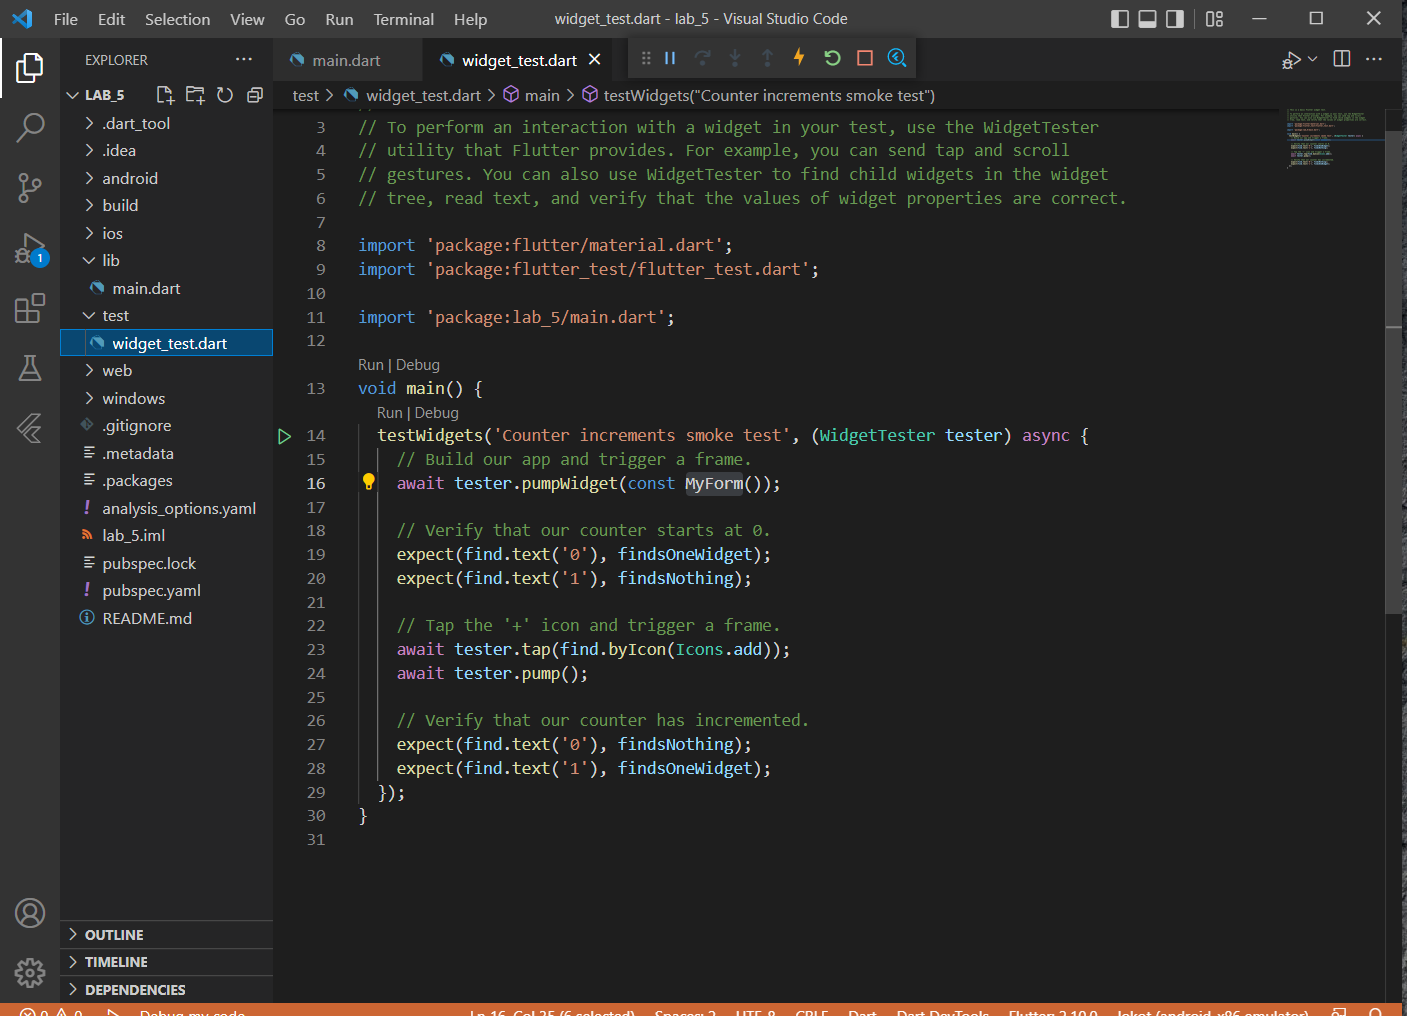 File Edit Selection View Go Run Terminal Help
widget_test.dart - lab_5 - Visual Studio Code
EXPLORER
main.dart
widget_test.dart
LAB_5
test > widget_test.dart > main > testWidgets("Counter increments smoke test")
.dart_tool
.idea
android
build
ios
lib
main.dart
test
widget_test.dart
web
windows
.gitignore
.metadata
.packages
analysis_options.yaml
lab_5.iml
pubspec.lock
pubspec.yaml
README.md
1
3 // To perform an interaction with a widget in your test, use the WidgetTester
4 // utility that Flutter provides. For example, you can send tap and scroll
5 // gestures. You can also use WidgetTester to find child widgets in the widget
6 // tree, read text, and verify that the values of widget properties are correct.
7
8 import 'package:flutter/material.dart';
9 import 'package:flutter_test/flutter_test.dart';
10
11 import 'package:lab_5/main.dart';
12
Run | Debug
13 void main() {
Run | Debug
14 testWidgets('Counter increments smoke test', (WidgetTester tester) async {
15 // Build our app and trigger a frame.
16 await tester.pumpWidget(const MyForm());
17
18 // Verify that our counter starts at 0.
19 expect(find.text('0'), findsOneWidget);
20 expect(find.text('1'), findsNothing);
21
22 // Tap the '+' icon and trigger a frame.
23 await tester.tap(find.byIcon(Icons.add));
24 await tester.pump();
25
26 // Verify that our counter has incremented.
27 expect(find.text('0'), findsNothing);
28 expect(find.text('1'), findsOneWidget);
29 });
30 }
31
OUTLINE
TIMELINE
DEPENDENCIES
0 0 Debug my code
Ln 16, Col 35 (6 selected) Spaces: 2 UTF-8 CRLF Dart Dart DevTools Flutter: 2.10.0 (android-x86 emulator)